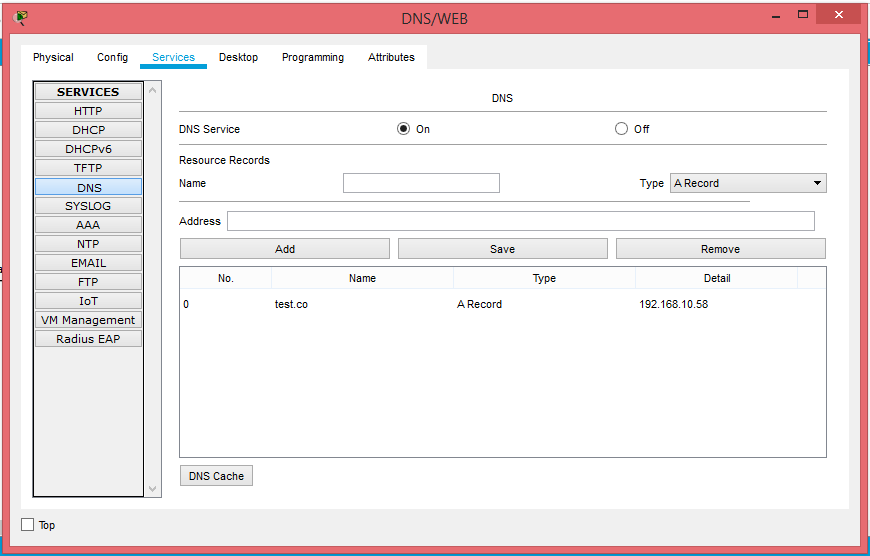 DNS/WEB
Physical Config Services Desktop Programming Attributes
SERVICES
HTTP
DHCP
DHCPv6
TFTP
DNS
SYSLOG
AAA
NTP
EMAIL
FTP
IoT
VM Management
Radius EAP
DNS
DNS Service On Off
Resource Records
Name Type A Record
Address
Add Save Remove
No. Name Type Detail
0 test.co A Record 192.168.10.58
DNS Cache
Top